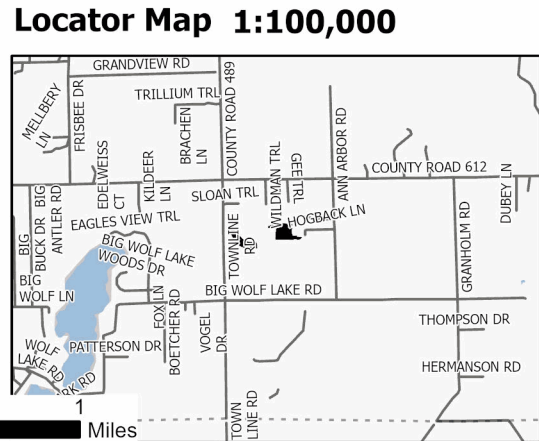 Locator Map 1:100,000
GRANDVIEW RD
TRILLIUM TRL
COUNTY ROAD 489
MELLBERY
LN
FRISBEE DR
BRACHEN
LN
EDELWEISS
CT
KILDEER
LN
SLOAN TRL
WILDMAN TRL
GEE TRL
ANN ARBOR RD
COUNTY ROAD 612
DUBEY LN
BIG
BUCK DR
BIG
ANTLER RD
EAGLES VIEW TRL
HOGBACK LN
BIG WOLF LAKE
WOODS DR
TOWNLINE
RD
GRANHOLM RD
BIG
WOLF LN
BIG WOLF LAKE RD
FOX LN
BOETCHER RD
VOGEL
DR
THOMPSON DR
WOLF
LAKE RD
PATTERSON DR
HERMANSON RD
ARK RD
TOWN
LINE RD
1
Miles